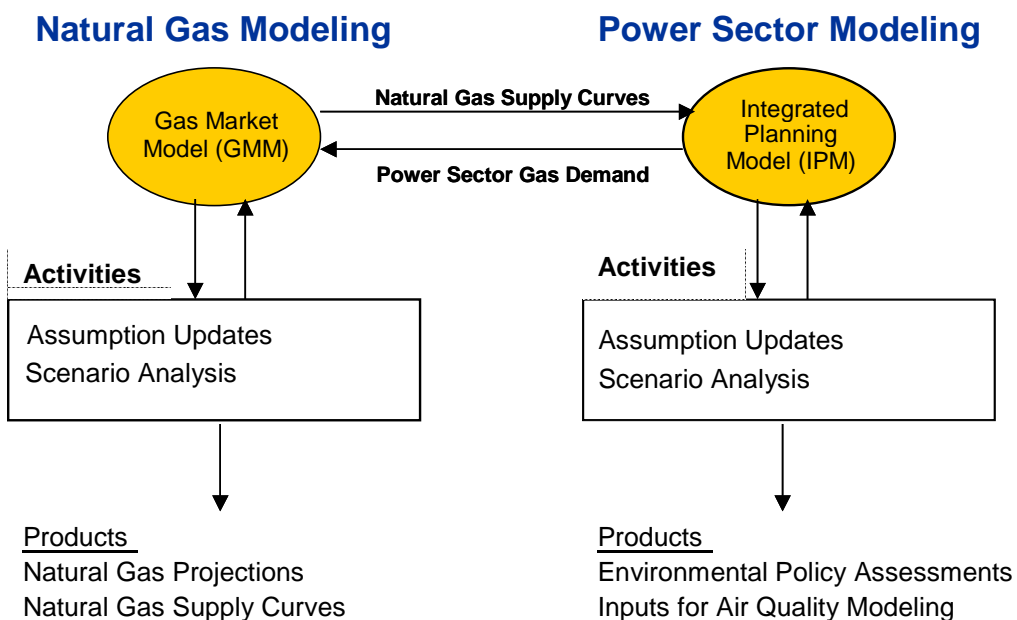 Natural Gas Modeling
Power Sector Modeling
Gas Market
Model (GMM)
Natural Gas Supply Curves
Power Sector Gas Demand
Integrated
Planning
Model (IPM)
Activities
Assumption Updates
Scenario Analysis
Activities
Assumption Updates
Scenario Analysis
Products
Natural Gas Projections
Natural Gas Supply Curves
Products
Environmental Policy Assessments
Inputs for Air Quality Modeling